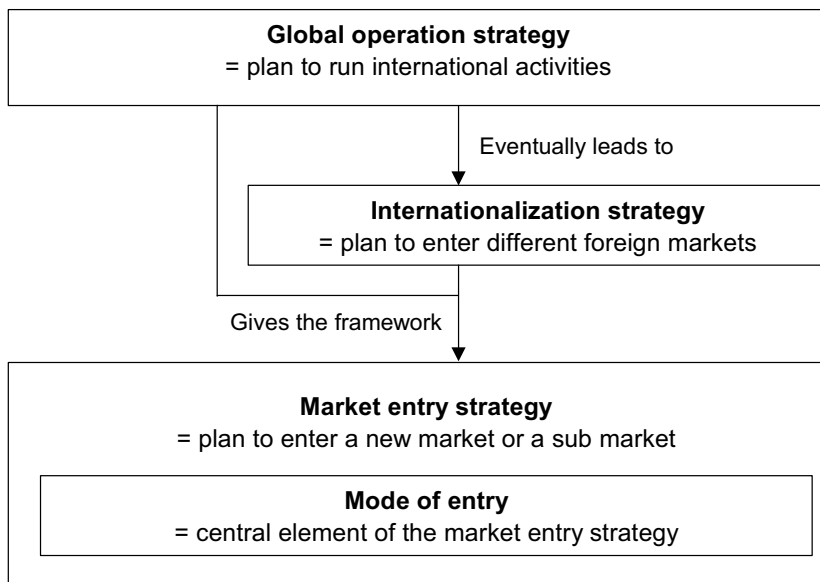 Global operation strategy
= plan to run international activities
Eventually leads to
Internationalization strategy
= plan to enter different foreign markets
Gives the framework
Market entry strategy
= plan to enter a new market or a sub market
Mode of entry
= central element of the market entry strategy